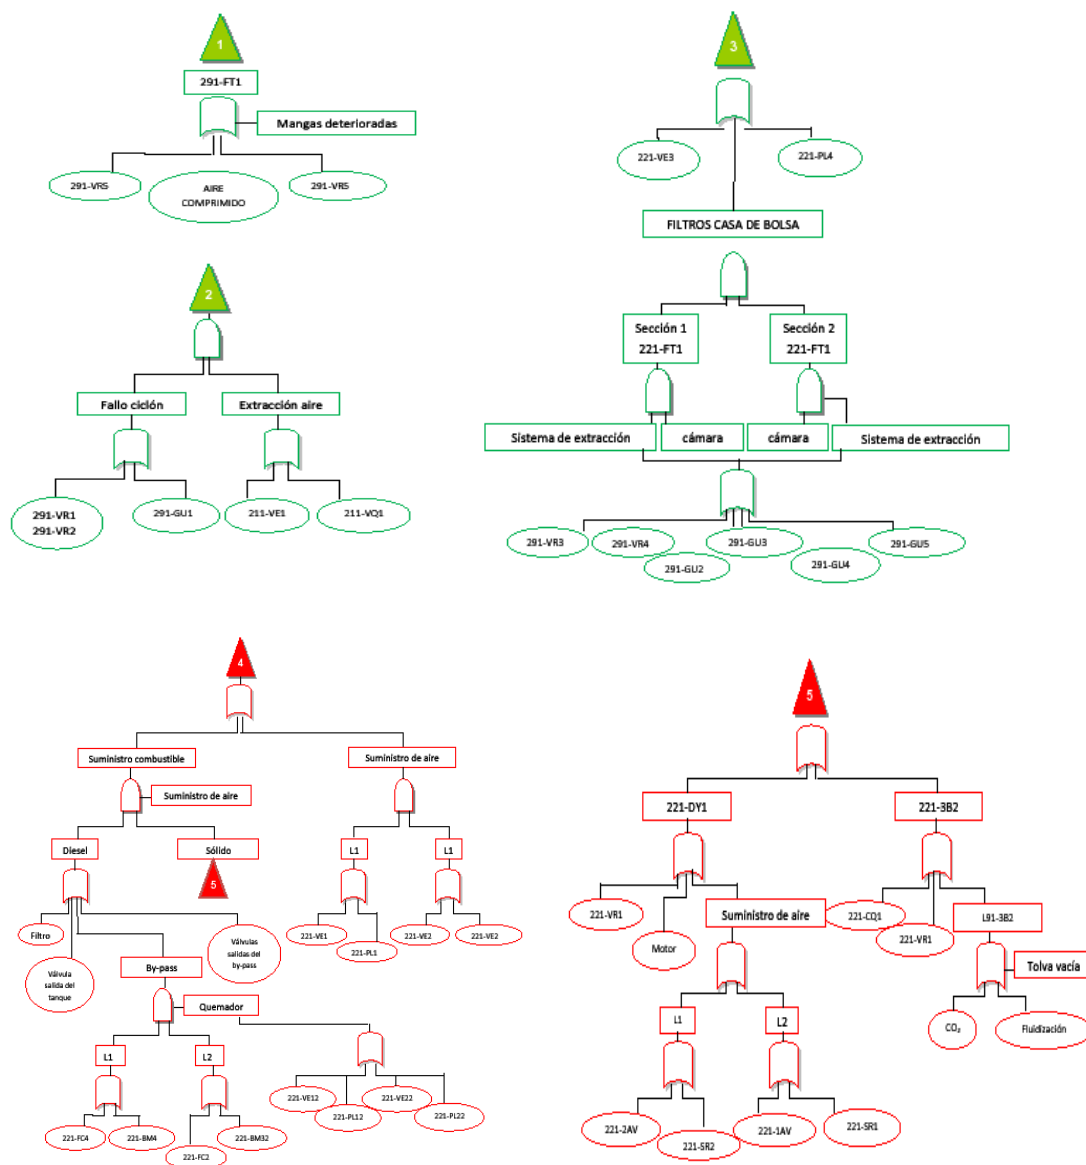 1
291-FT1
Mangas deterioradas
291-VR5
AIRE
COMPRIMIDO
291-VR5
2
Fallo ciclón
Extracción aire
291-VR1
291-VR2
291-GU1
211-VE1
211-VQ1
3
221-VE3
221-PL4
FILTROS CASA DE BOLSA
Sección 1
221-FT1
Sección 2
221-FT1
Sistema de extracción
cámara
cámara
Sistema de extracción
291-VR3
291-VR4
291-GU2
291-GU3
291-GU4
291-GU5
4
Suministro combustible
Suministro de aire
Suministro de aire
Diesel
Sólido
5
L1
L1
Filtro
Válvula
salida del
tanque
By-pass
Válvulas
salidas del
by-pass
221-VE1
221-PL1
221-VE2
221-VE2
Quemador
L1
L2
221-FC4
221-BM4
221-FC2
221-BM32
221-VE12
221-PL12
221-VE22
221-PL22
5
221-DY1
221-3B2
221-VR1
Motor
Suministro de aire
221-CQ1
221-VR1
L91-3B2
Tolva vacía
CO₂
Fluidización
L1
L2
221-2AV
221-SR2
221-1AV
221-SR1